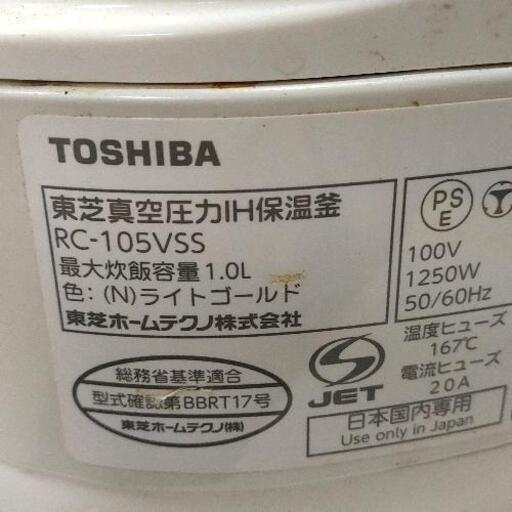 TOSHIBA
東芝真空圧力IH保温釜
RC-105VSS
最大炊飯容量1.0L
色:(N)ライトゴールド
東芝ホームテクノ株式会社
総務省基準適合
型式確認第BBRT17号
東芝ホームテクノ(株)
PS
E
100V
1250W
50/60Hz
温度ヒューズ
167℃
電流ヒューズ
20A
JET
日本国内専用
Use only in Japan